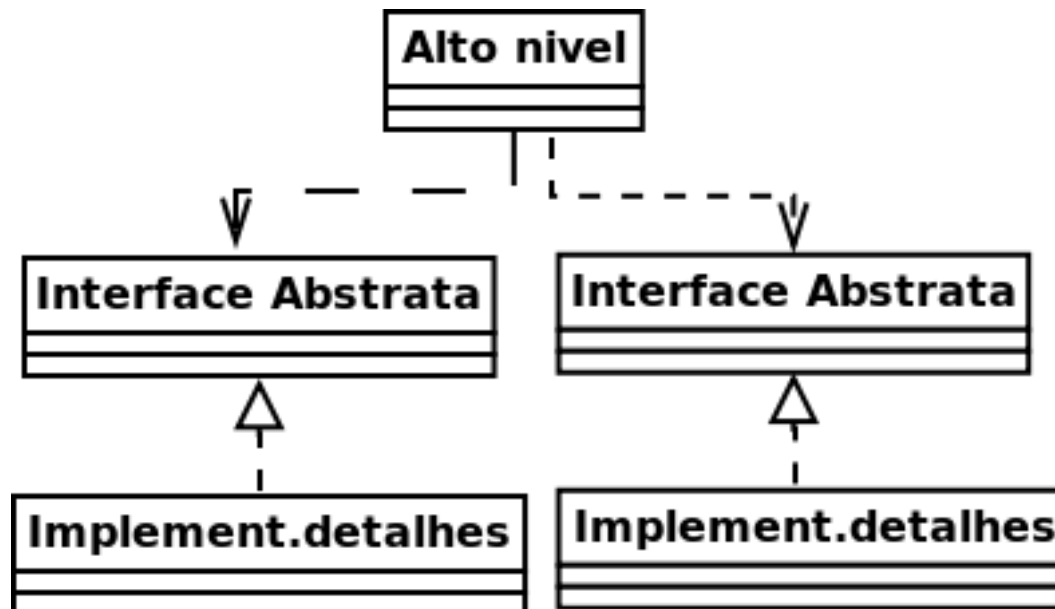 Alto nivel
Interface Abstrata
Interface Abstrata
Implement.detalhes
Implement.detalhes